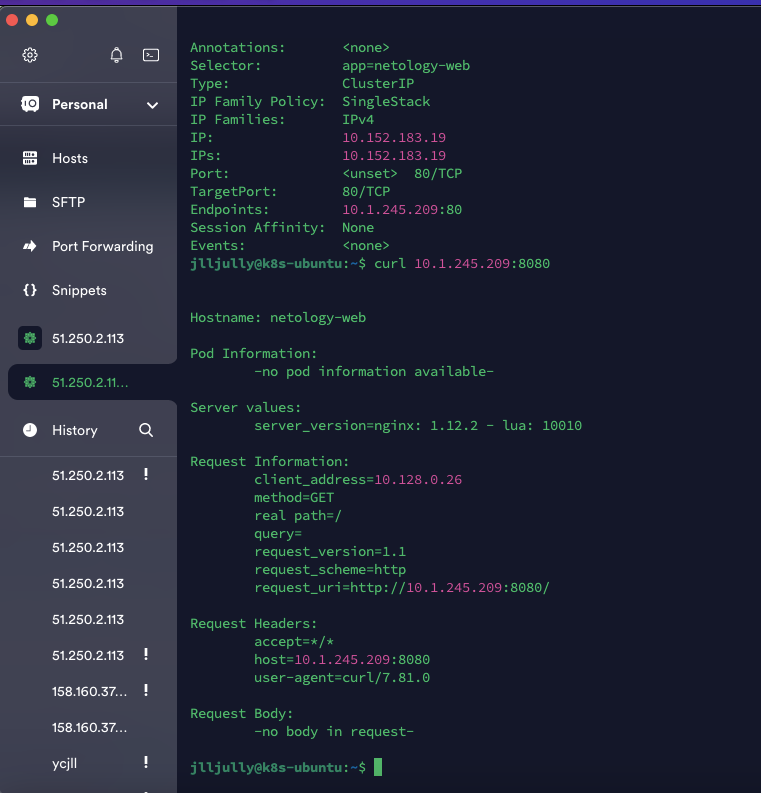 Personal
Hosts
SFTP
Port Forwarding
{} Snippets
51.250.2.113
51.250.2.11...
History
51.250.2.113 !
51.250.2.113
51.250.2.113
51.250.2.113
51.250.2.113
51.250.2.113 !
158.160.37... !
158.160.37...
ycjll !
Annotations: <none>
Selector: app=netology-web
Type: ClusterIP
IP Family Policy: SingleStack
IP Families: IPv4
IP: 10.152.183.19
IPs: 10.152.183.19
Port: <unset> 80/TCP
TargetPort: 80/TCP
Endpoints: 10.1.245.209:80
Session Affinity: None
Events: <none>
jlljully@k8s-ubuntu:~$ curl 10.1.245.209:8080
Hostname: netology-web
Pod Information:
-no pod information available-
Server values:
server_version=nginx: 1.12.2 - lua: 10010
Request Information:
client_address=10.128.0.26
method=GET
real path=/
query=
request_version=1.1
request_scheme=http
request_uri=http://10.1.245.209:8080/
Request Headers:
accept=*/*
host=10.1.245.209:8080
user-agent=curl/7.81.0
Request Body:
-no body in request-
jlljully@k8s-ubuntu:~$